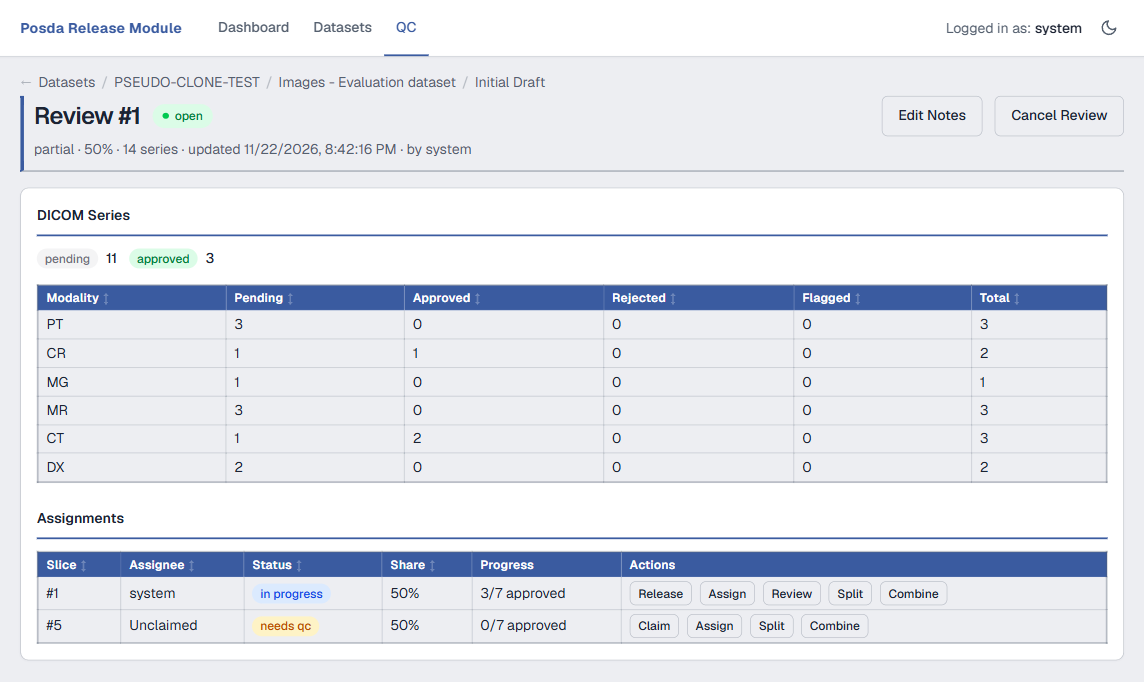 Posda Release Module Dashboard Datasets QC Logged in as: system
← Datasets / PSEUDO-CLONE-TEST / Images - Evaluation dataset / Initial Draft
Review #1 open Edit Notes Cancel Review
partial · 50% · 14 series · updated 11/22/2026, 8:42:16 PM · by system
DICOM Series
pending 11 approved 3
Modality ↕ Pending ↕ Approved ↕ Rejected ↕ Flagged ↕ Total ↕
PT 3 0 0 0 3
CR 1 1 0 0 2
MG 1 0 0 0 1
MR 3 0 0 0 3
CT 1 2 0 0 3
DX 2 0 0 0 2
Assignments
Slice ↕ Assignee ↕ Status ↕ Share ↕ Progress Actions
#1 system in progress 50% 3/7 approved Release Assign Review Split Combine
#5 Unclaimed needs qc 50% 0/7 approved Claim Assign Split Combine